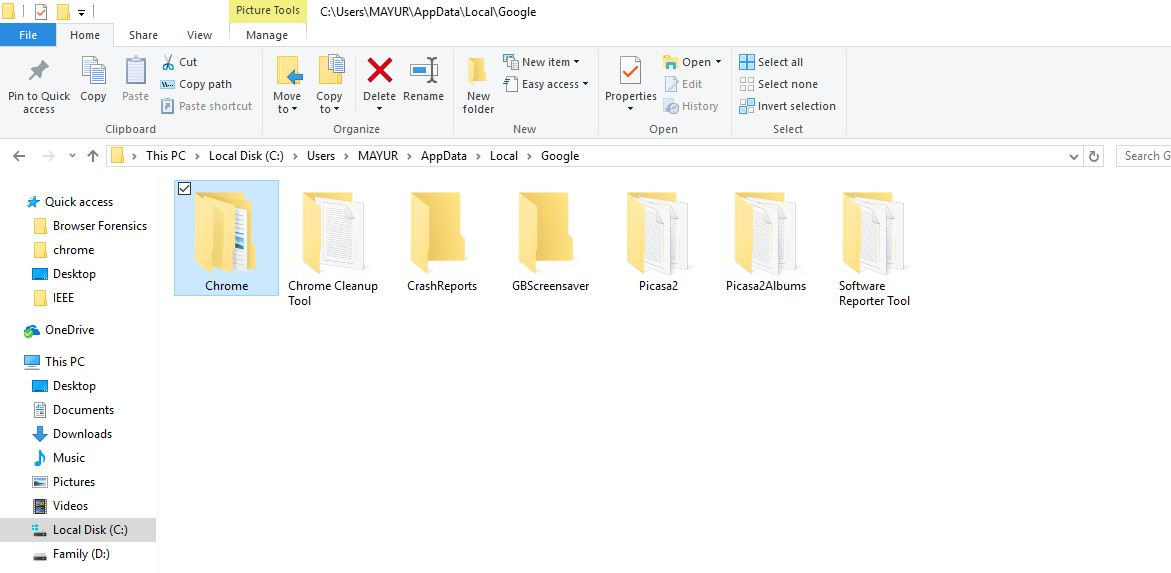 Picture Tools
C:\Users\MAYUR\AppData\Local\Google
File
Home
Share
View
Manage
Pin to Quick
access
Copy
Paste
Cut
Copy path
Paste shortcut
Clipboard
Move
to
Copy
to
Delete
Rename
Organize
New
folder
New item
Easy access
New
Properties
Open
Edit
History
Open
Select all
Select none
Invert selection
Select
This PC > Local Disk (C:) > Users > MAYUR > AppData > Local > Google
Search G
Quick access
Browser Forensics
chrome
Desktop
IEEE
OneDrive
This PC
Desktop
Documents
Downloads
Music
Pictures
Videos
Local Disk (C:)
Family (D:)
Chrome
Chrome Cleanup
Tool
CrashReports
GBScreensaver
Picasa2
Picasa2Albums
Software
Reporter Tool